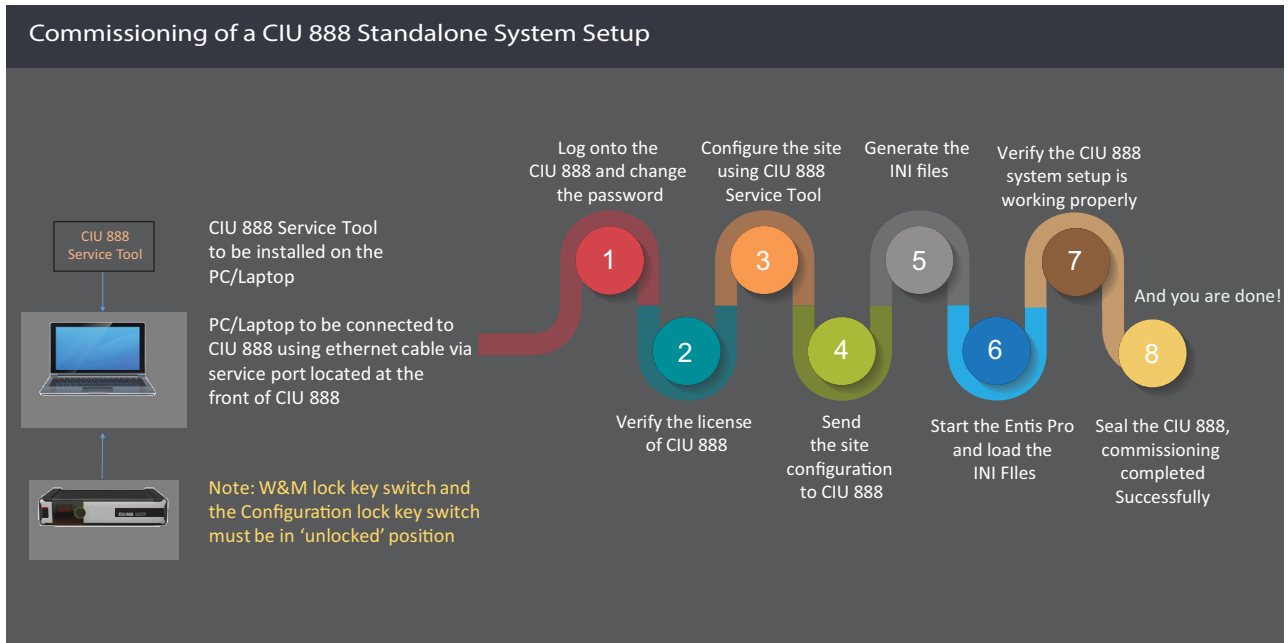 Commissioning of a CIU 888 Standalone System Setup
CIU 888
Service Tool
CIU 888 Service Tool
to be installed on the
PC/Laptop
PC/Laptop to be connected to
CIU 888 using ethernet cable via
service port located at the
front of CIU 888
CIU 888
Note: W&M lock key switch and
the Configuration lock key switch
must be in ‘unlocked’ position
Log onto the
CIU 888 and change
the password
1
2
Verify the license
of CIU 888
Configure the site
using CIU 888
Service Tool
3
4
Send
the site
configuration
to CIU 888
Generate the
INI files
5
6
Start the Entis Pro
and load the
INI FIles
Verify the CIU 888
system setup is
working properly
7
And you are done!
8
Seal the CIU 888,
commissioning
completed
Successfully